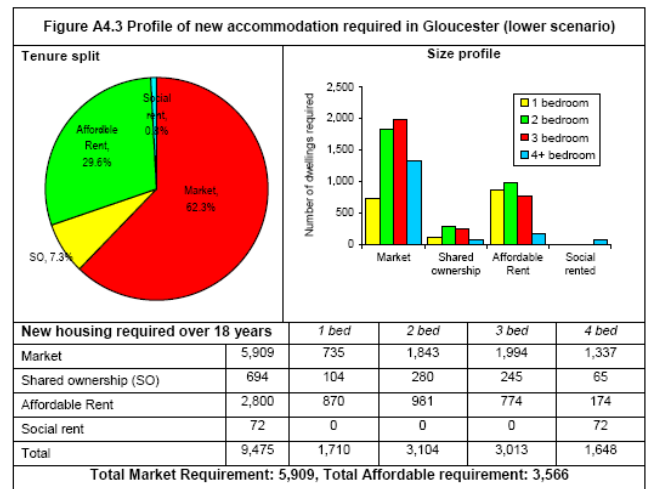 Figure A4.3 Profile of new accommodation required in Gloucester (lower scenario)
Tenure split
Social
rent,
0.8%
Affordble
Rent,
29.6%
Market,
62.3%
SO, 7.3%
Size profile
Number of dwellings required
2,500
2,000
1,500
1,000
500
0
1 bedroom
2 bedroom
3 bedroom
4+ bedroom
Market
Shared
ownership
Affordable
Rent
Social
rented
New housing required over 18 years 1 bed 2 bed 3 bed 4 bed
Market 5,909 735 1,843 1,994 1,337
Shared ownership (SO) 694 104 280 245 65
Affordable Rent 2,800 870 981 774 174
Social rent 72 0 0 0 72
Total 9,475 1,710 3,104 3,013 1,648
Total Market Requirement: 5,909, Total Affordable requirement: 3,566